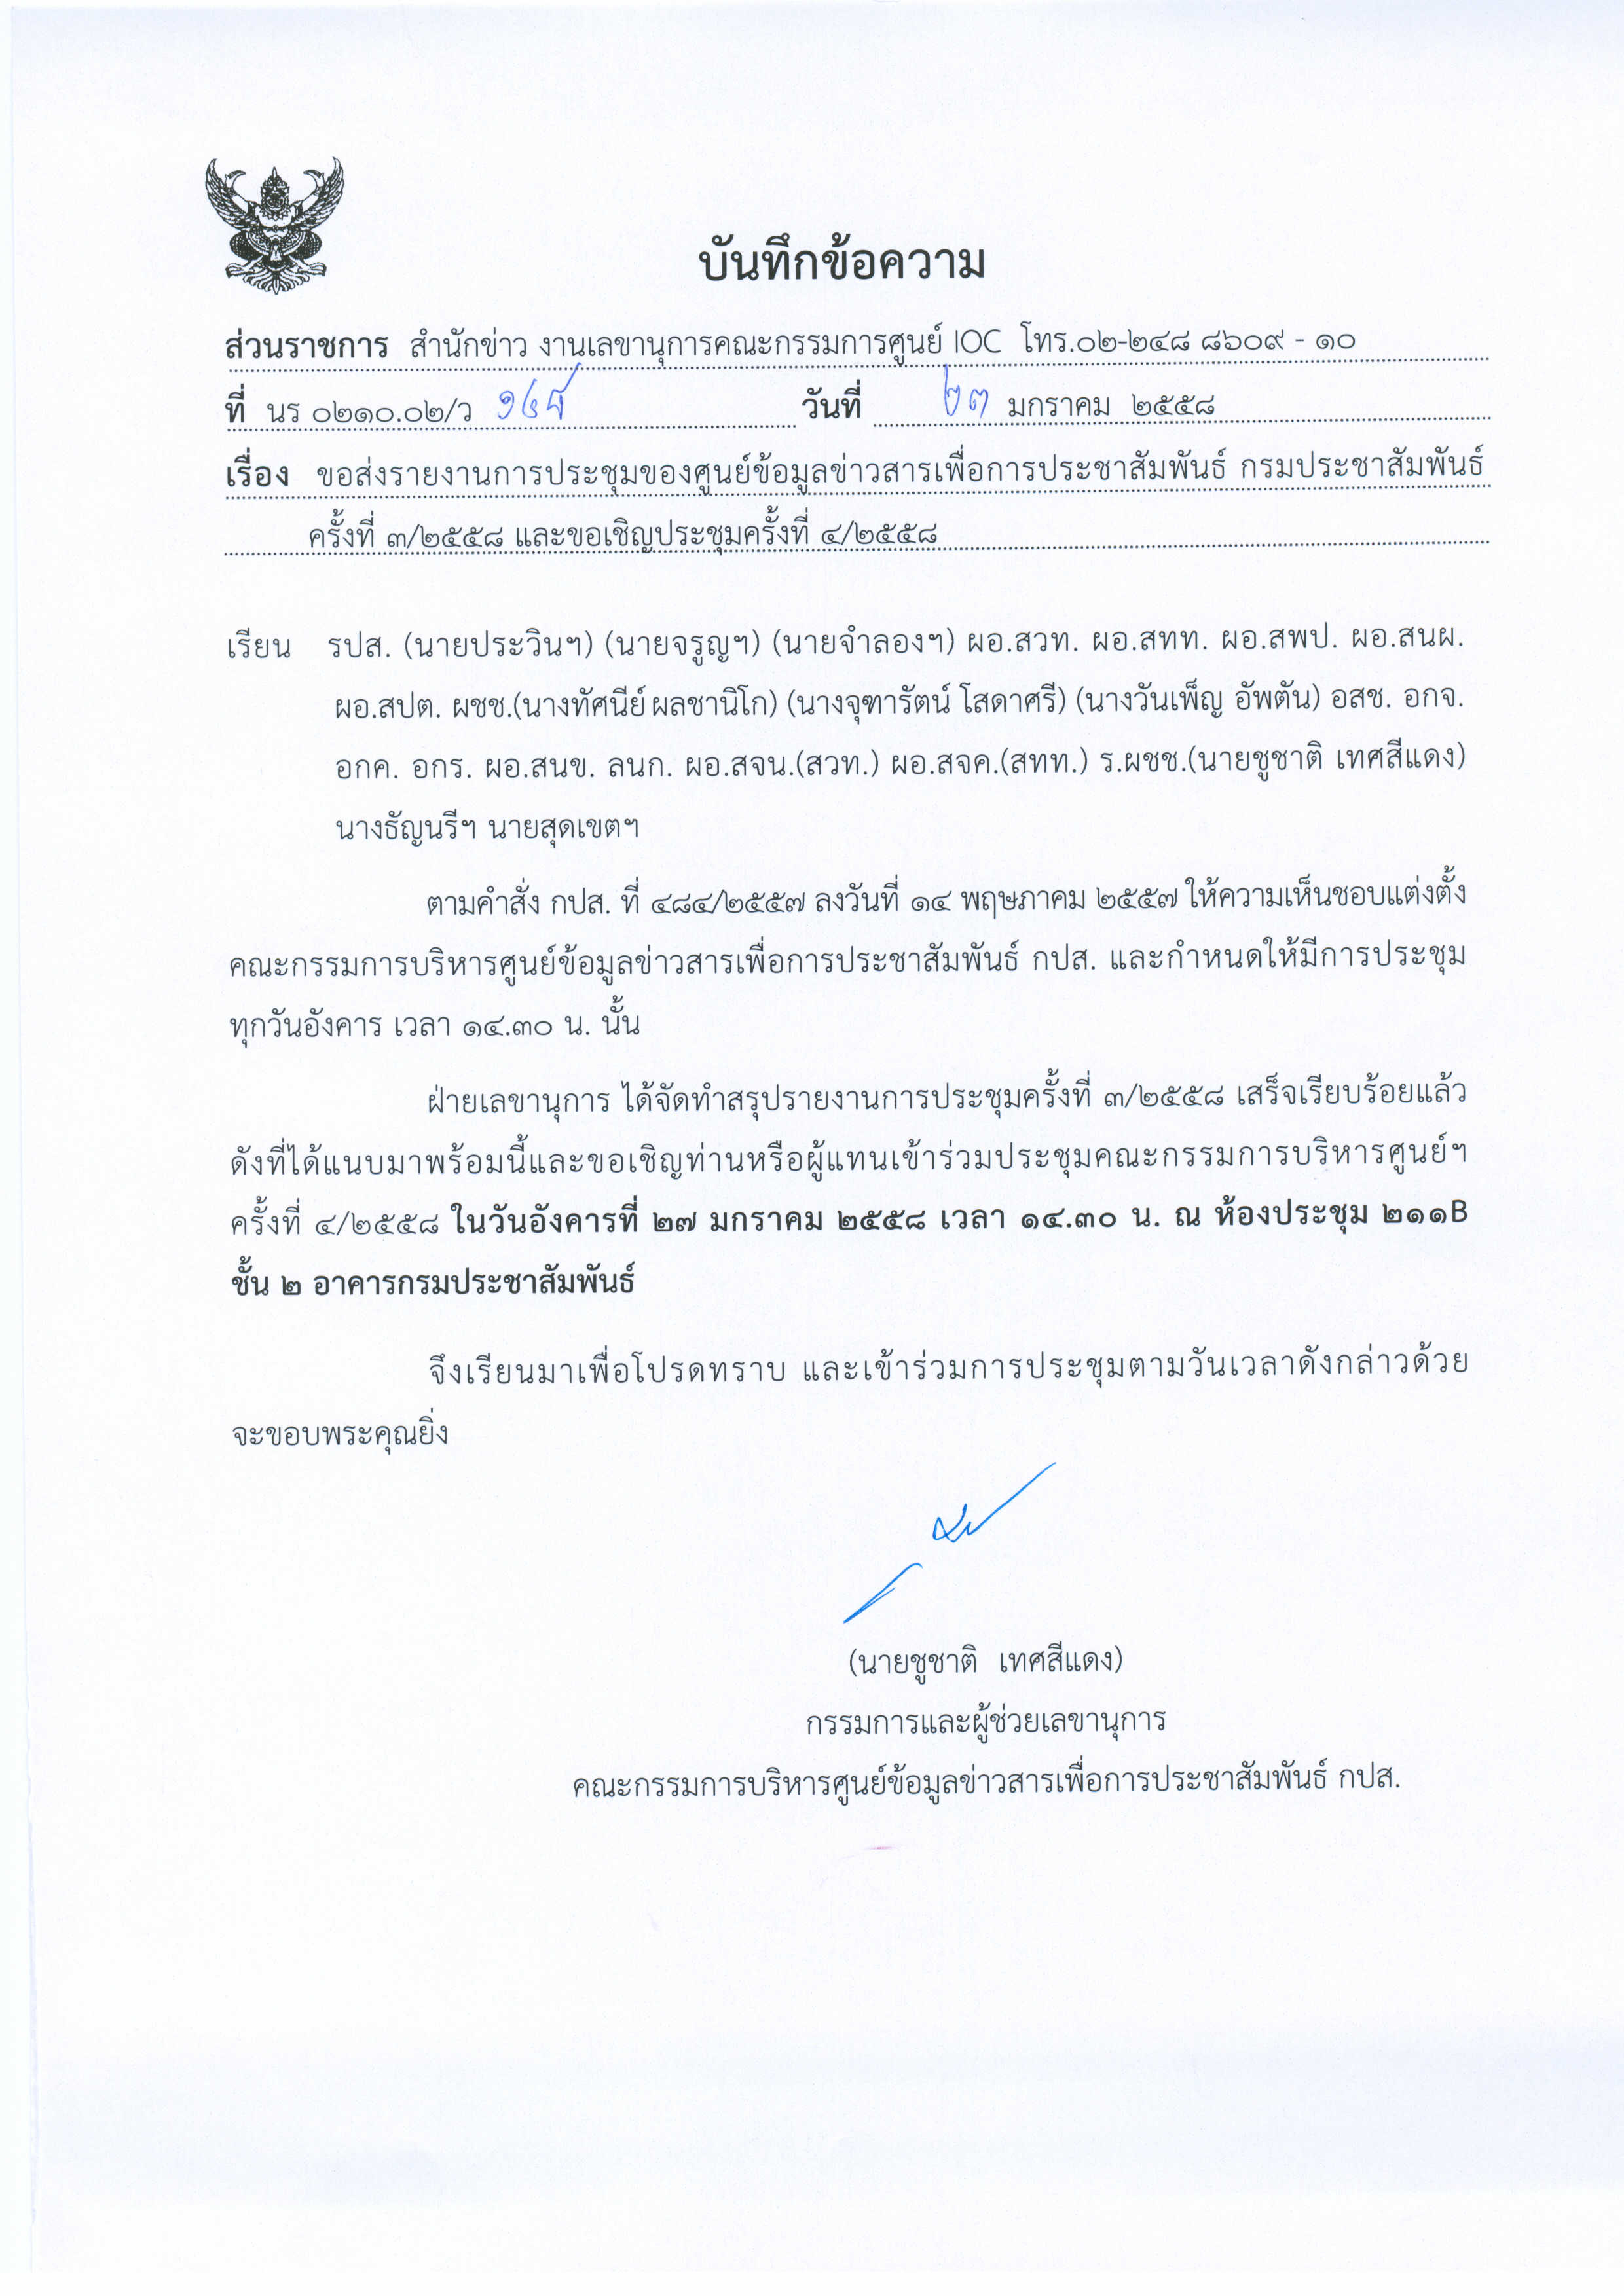 บันทึกข้อความ
ส่วนราชการ สำนักข่าว งานเลขานุการคณะกรรมการศูนย์ IOC โทร.๐๒-๒๔๘ ๘๖๐๙ - ๑๐
ที่ นร ๐๒๑๐.๐๒/ว วันที่ ๒๓ มกราคม ๒๕๕๘
เรื่อง ขอส่งรายงานการประชุมของศูนย์ข้อมูลข่าวสารเพื่อการประชาสัมพันธ์ กรมประชาสัมพันธ์
ครั้งที่ ๓/๒๕๕๘ และขอเชิญประชุมครั้งที่ ๔/๒๕๕๘
เรียน รปส. (นายประวินฯ) (นายจรูญฯ) (นายจำลองฯ) ผอ.สวท. ผอ.สทท. ผอ.สพป. ผอ.สนผ.
ผอ.สปต. ผชช.(นางทัศนีย์ ผลชานิโก) (นางจุฑารัตน์ โสดาศรี) (นางวันเพ็ญ อัพตัน) อสช. อกจ.
อกค. อกร. ผอ.สนข. ลนก. ผอ.สจน.(สวท.) ผอ.สจค.(สทท.) ร.ผชช.(นายชูชาติ เทศสีแดง)
นางธัญนรีฯ นายสุดเขตฯ
ตามคำสั่ง กปส. ที่ ๔๘๔/๒๕๕๗ ลงวันที่ ๑๔ พฤษภาคม ๒๕๕๗ ให้ความเห็นชอบแต่งตั้ง
คณะกรรมการบริหารศูนย์ข้อมูลข่าวสารเพื่อการประชาสัมพันธ์ กปส. และกำหนดให้มีการประชุม
ทุกวันอังคาร เวลา ๑๔.๓๐ น. นั้น
ฝ่ายเลขานุการ ได้จัดทำสรุปรายงานการประชุมครั้งที่ ๓/๒๕๕๘ เสร็จเรียบร้อยแล้ว
ดังที่ได้แนบมาพร้อมนี้และขอเชิญท่านหรือผู้แทนเข้าร่วมประชุมคณะกรรมการบริหารศูนย์ฯ
ครั้งที่ ๔/๒๕๕๘ ในวันอังคารที่ ๒๗ มกราคม ๒๕๕๘ เวลา ๑๔.๓๐ น. ณ ห้องประชุม ๒๑๑B
ชั้น ๒ อาคารกรมประชาสัมพันธ์
จึงเรียนมาเพื่อโปรดทราบ และเข้าร่วมการประชุมตามวันเวลาดังกล่าวด้วย
จะขอบพระคุณยิ่ง
(นายชูชาติ เทศสีแดง)
กรรมการและผู้ช่วยเลขานุการ
คณะกรรมการบริหารศูนย์ข้อมูลข่าวสารเพื่อการประชาสัมพันธ์ กปส.